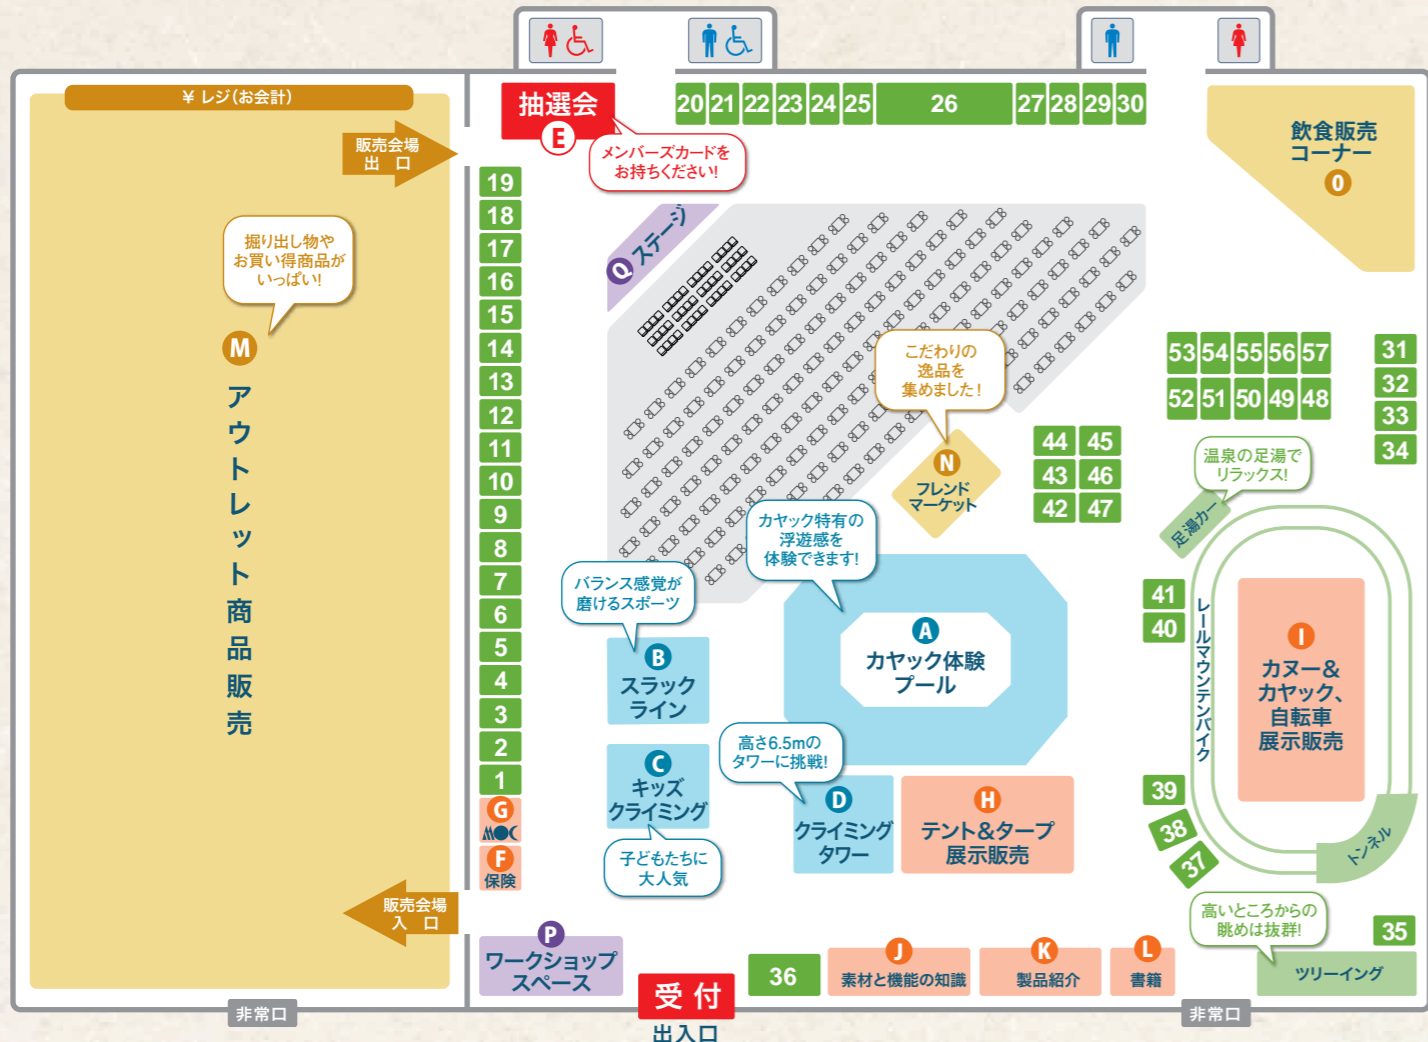 ¥ レジ(お会計)
販売会場
出 口
抽選会
E
メンバーズカードを
お持ちください!
20 21 22 23 24 25 26 27 28 29 30
飲食販売
コーナー
O
掘り出し物や
お買い得商品が
いっぱい!
M
アウトレット商品販売
19
18
17
16
15
14
13
12
11
10
9
8
7
6
5
4
3
2
1
G
MOC
F
保険
販売会場
入 口
Q ステージ
こだわりの
逸品を
集めました!
N
フレンド
マーケット
44 45
43 46
42 47
53 54 55 56 57
52 51 50 49 48
31
32
33
34
温泉の足湯で
リラックス!
足湯カー
カヤック特有の
浮遊感を
体験できます!
A
カヤック体験
プール
バランス感覚が
磨けるスポーツ
B
スラック
ライン
C
キッズ
クライミング
子どもたちに
大人気
高さ6.5mの
タワーに挑戦!
D
クライミング
タワー
H
テント&タープ
展示販売
41
40
レールマウンテンバイク
I
カヌー&
カヤック、
自転車
展示販売
39
38
37
トンネル
高いところからの
眺めは抜群!
35
ツリーイング
P
ワークショップ
スペース
受付
出入口
36
J
素材と機能の知識
K
製品紹介
L
書籍
非常口
非常口